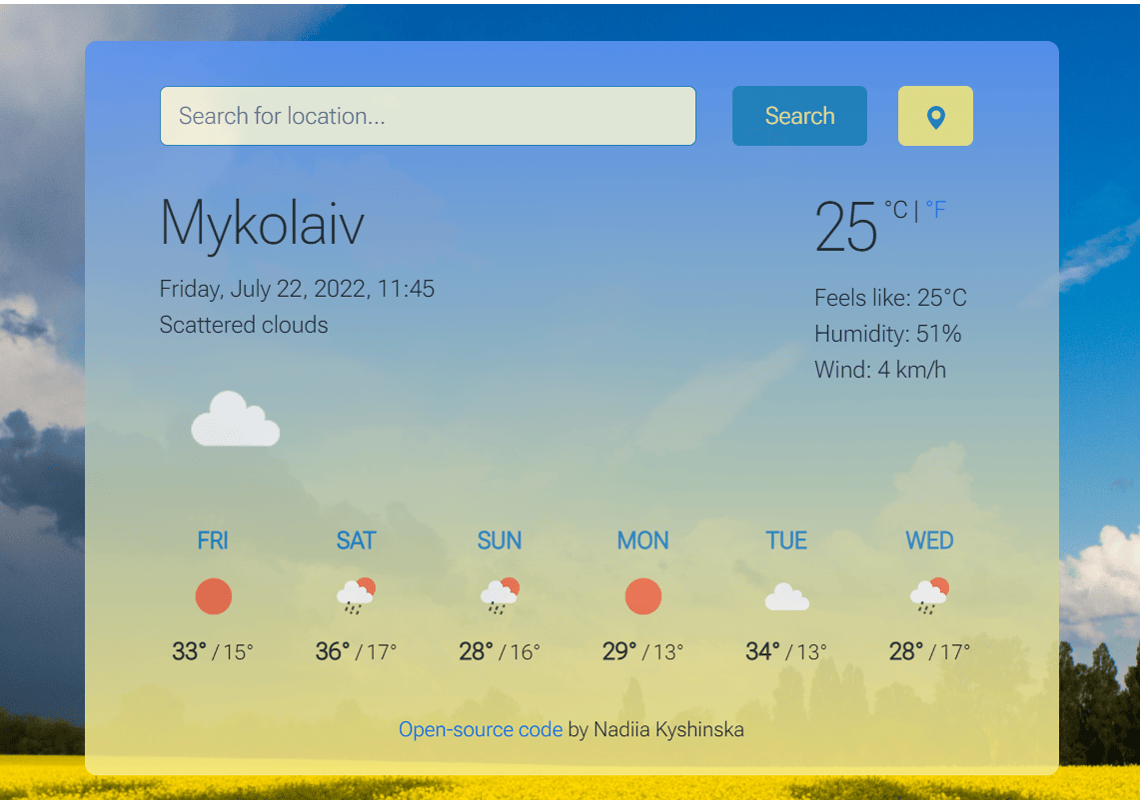 Search for location...
Search
Mykolaiv
25 °C | °F
Friday, July 22, 2022, 11:45
Scattered clouds
Feels like: 25°C
Humidity: 51%
Wind: 4 km/h
FRI SAT SUN MON TUE WED
33° / 15° 36° / 17° 28° / 16° 29° / 13° 34° / 13° 28° / 17°
Open-source code by Nadiia Kyshinska